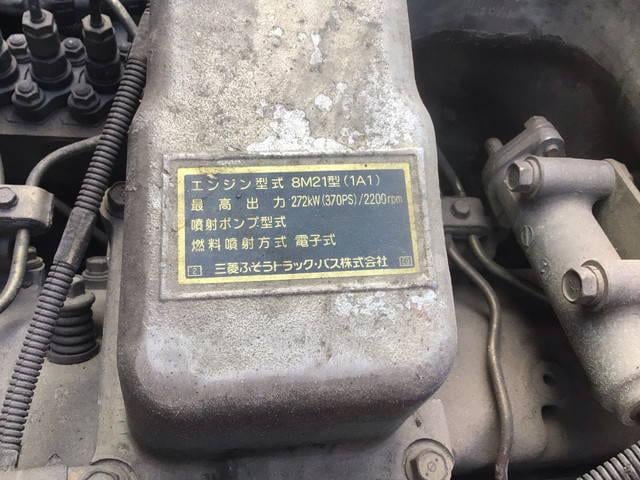 エンジン型式 8M21型(1A1)
最高出力 272kW(370PS)/2200rpm
噴射ポンプ型式
燃料噴射方式 電子式
三菱ふそうトラック・バス株式会社